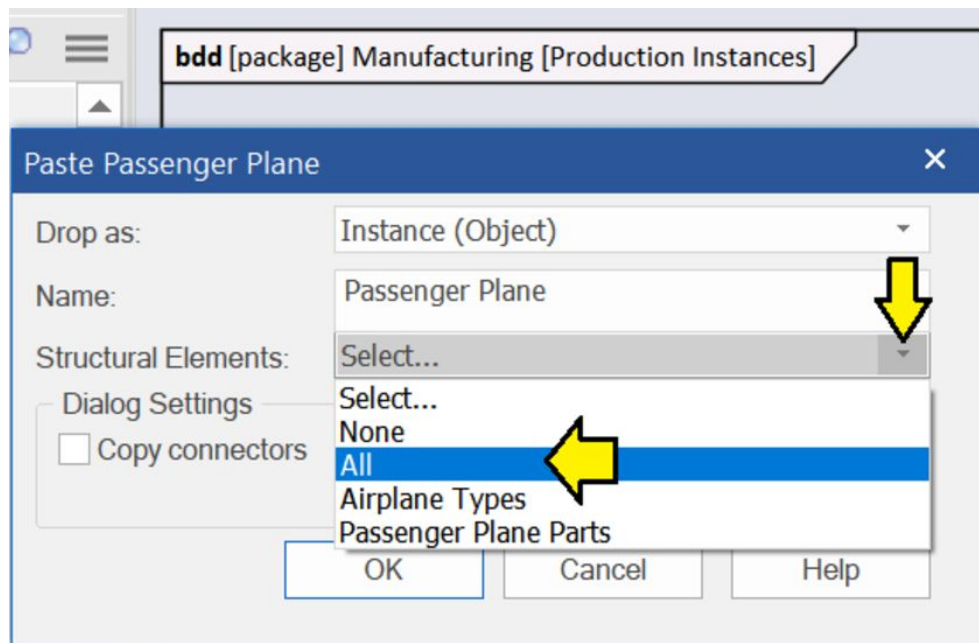 bdd [package] Manufacturing [Production Instances]
Paste Passenger Plane
Drop as: Instance (Object)
Name: Passenger Plane
Structural Elements: Select...
Select...
Dialog Settings
None
Copy connectors
All
Airplane Types
Passenger Plane Parts
OK Cancel Help